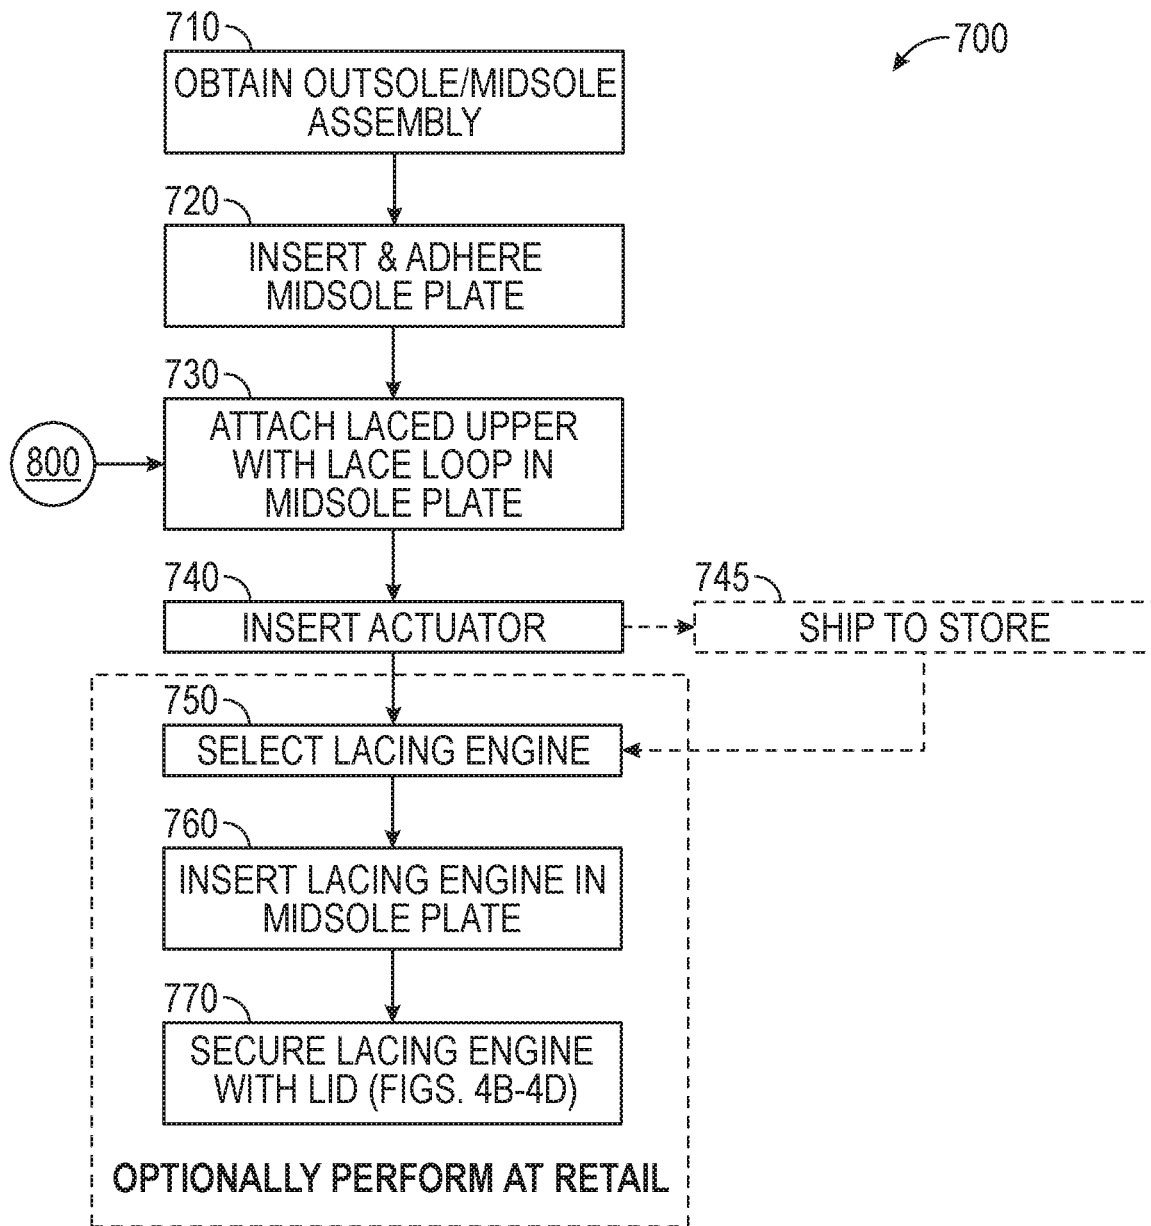 710
700
OBTAIN OUTSOLE/MIDSOLE
ASSEMBLY
720
INSERT & ADHERE
MIDSOLE PLATE
730
ATTACH LACED UPPER
WITH LACE LOOP IN
MIDSOLE PLATE
800
740
INSERT ACTUATOR
745
SHIP TO STORE
750
SELECT LACING ENGINE
760
INSERT LACING ENGINE IN
MIDSOLE PLATE
770
SECURE LACING ENGINE
WITH LID (FIGS. 4B-4D)
OPTIONALLY PERFORM AT RETAIL